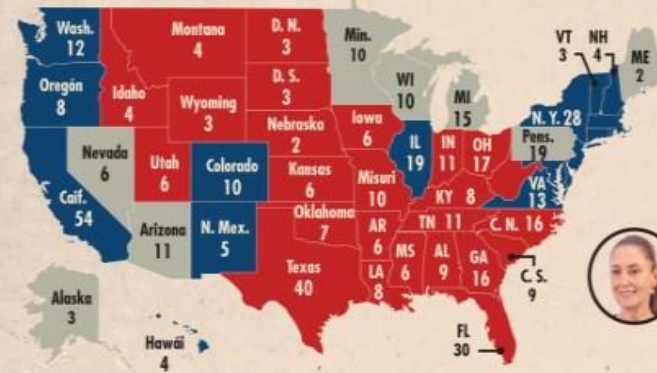 Wash.
12
Montana
4
D. N.
3
Min.
10
VT
3
NH
4
ME
2
Oregón
8
Idaho
4
Wyoming
3
D. S.
3
WI
10
MI
15
N. Y. 28
Nebraska
2
Iowa
6
Pens.
19
Nevada
6
Utah
6
Colorado
10
Kansas
6
Misuri
10
IL
19
IN
11
OH
17
VA
13
KY 8
Caif.
54
Arizona
11
N. Mex.
5
Oklahoma
7
AR
6
TN 11
C. N. 16
Texas
40
LA
8
MS
6
AL
9
GA
16
C. S.
9
Alaska
3
Hawái
4
FL
30